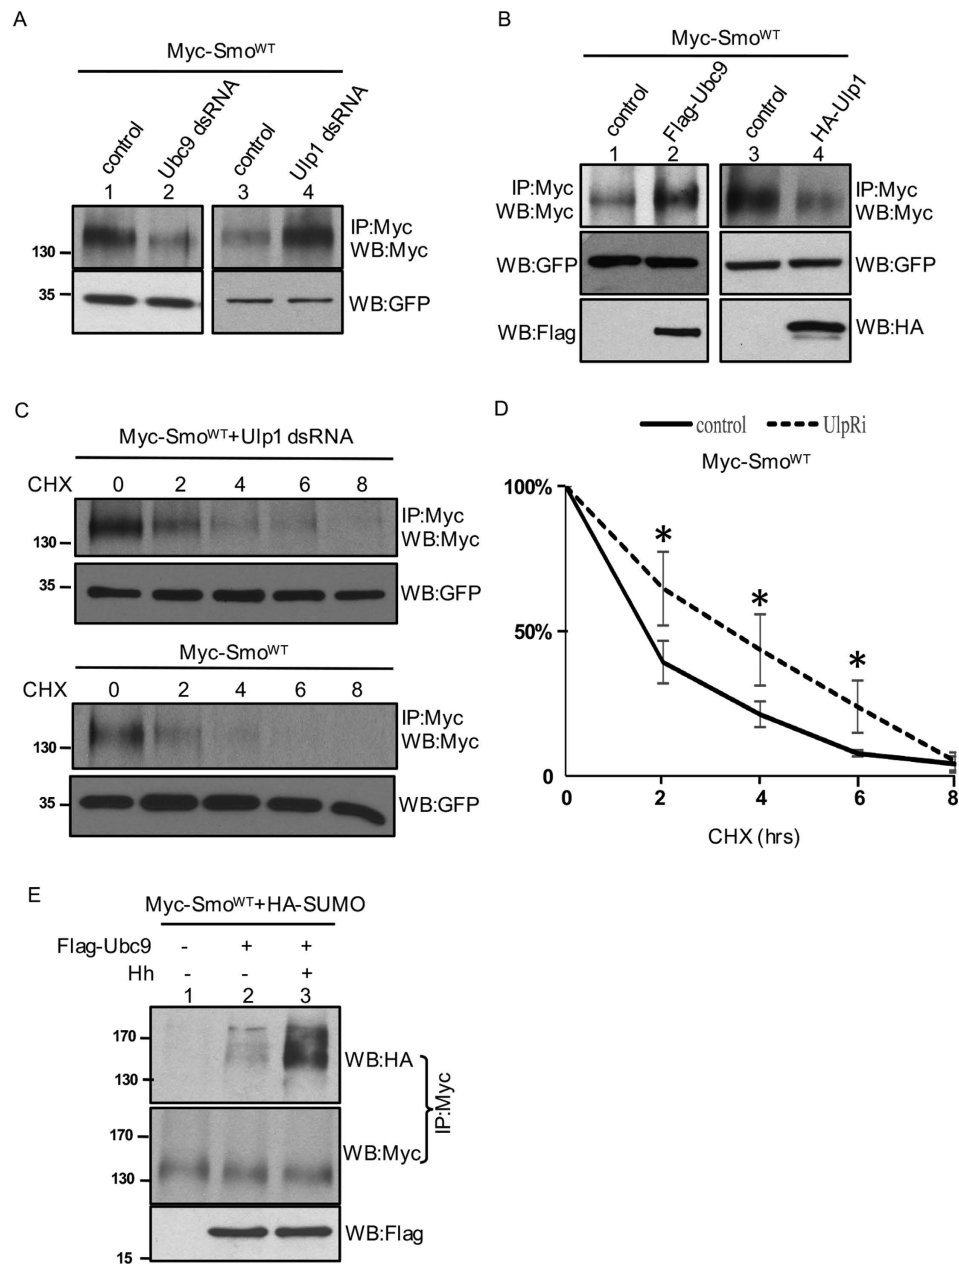 A
Myc-SmoWT
control
Ubc9 dsRNA
control
Ulp1 dsRNA
1 2 3 4
IP:Myc
WB:Myc
130
35
WB:GFP
B
Myc-SmoWT
control
Flag-Ubc9
control
HA-Ulp1
1 2 3 4
IP:Myc
WB:Myc
IP:Myc
WB:Myc
WB:GFP
WB:GFP
WB:Flag
WB:HA
C
Myc-SmoWT+Ulp1 dsRNA
CHX 0 2 4 6 8
IP:Myc
WB:Myc
130
35
WB:GFP
Myc-SmoWT
CHX 0 2 4 6 8
IP:Myc
WB:Myc
130
35
WB:GFP
D
control UlpRi
Myc-SmoWT
100%
*
*
50%
*
0
0 2 4 6 8
CHX (hrs)
E
Myc-SmoWT+HA-SUMO
Flag-Ubc9 - + +
Hh - - +
1 2 3
170
WB:HA
130
IP:Myc
170
WB:Myc
130
WB:Flag
15